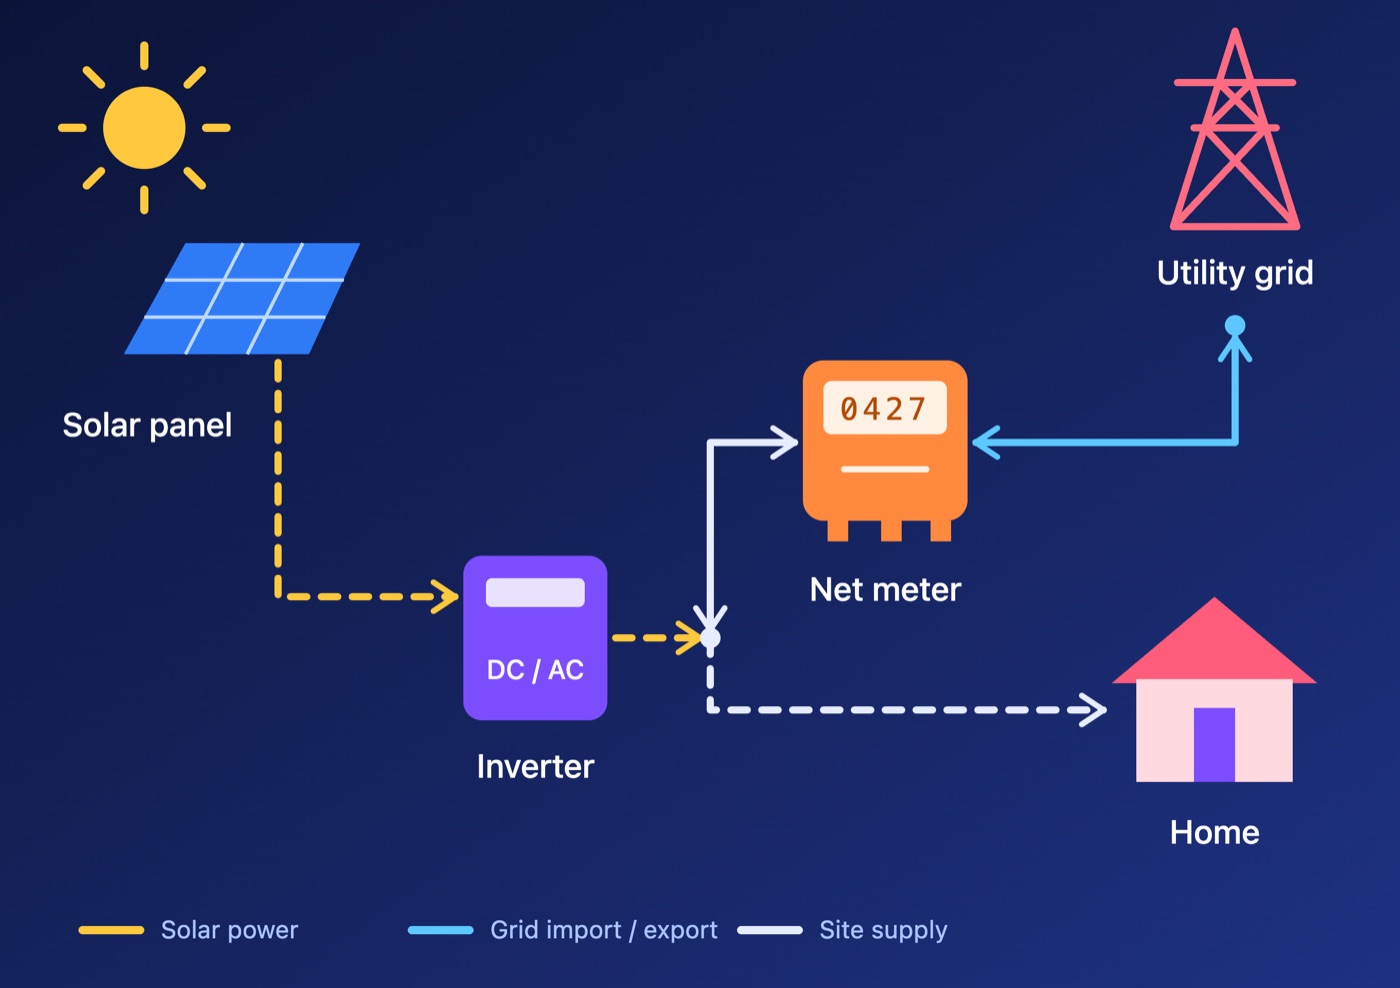 Utility grid
0427
Solar panel
Net meter
DC / AC
Inverter
Home
Solar power
Grid import / export
Site supply